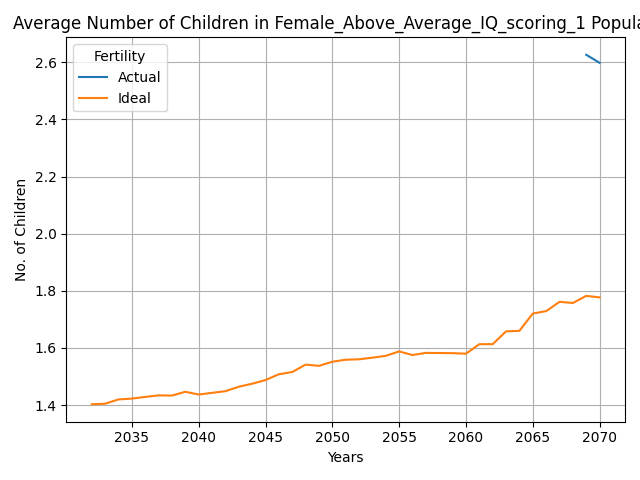 Average Number of Children in Female_Above_Average_IQ_scoring_1 Popula
Fertility
Actual
Ideal
No. of Children
2.6
2.4
2.2
2.0
1.8
1.6
1.4
2035 2040 2045 2050 2055 2060 2065 2070
Years